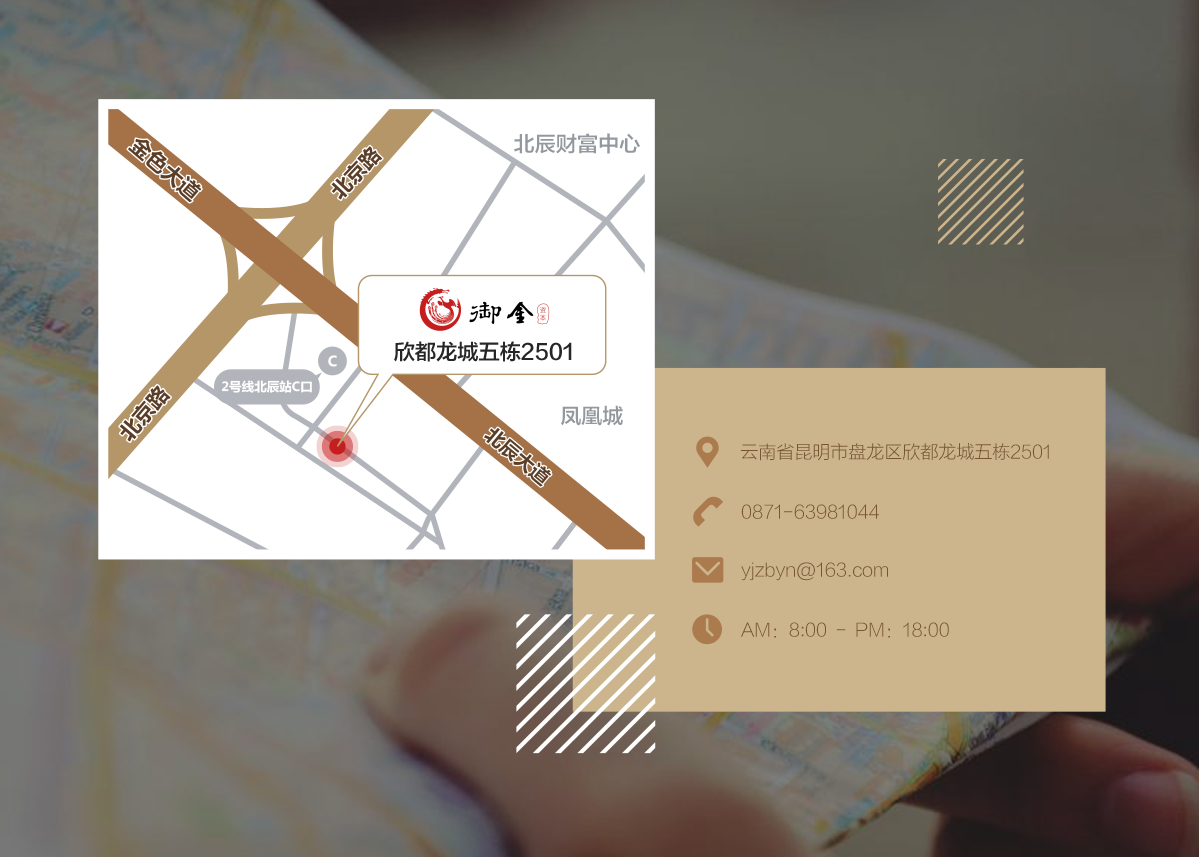 北辰财富中心
金色大道
北京路
御金
资本
欣都龙城五栋2501
C
2号线北辰站C口
北京路
凤凰城
北辰大道
云南省昆明市盘龙区欣都龙城五栋2501
0871-63981044
yjzbyn@163.com
AM：8:00 - PM：18:00